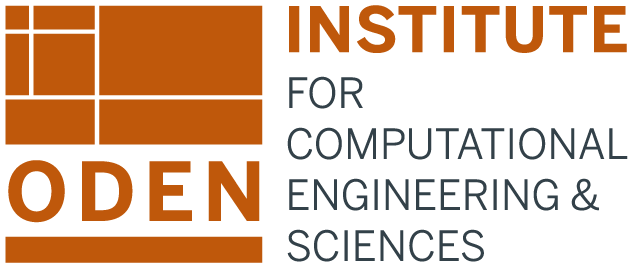 ODEN
INSTITUTE
FOR
COMPUTATIONAL
ENGINEERING &
SCIENCES